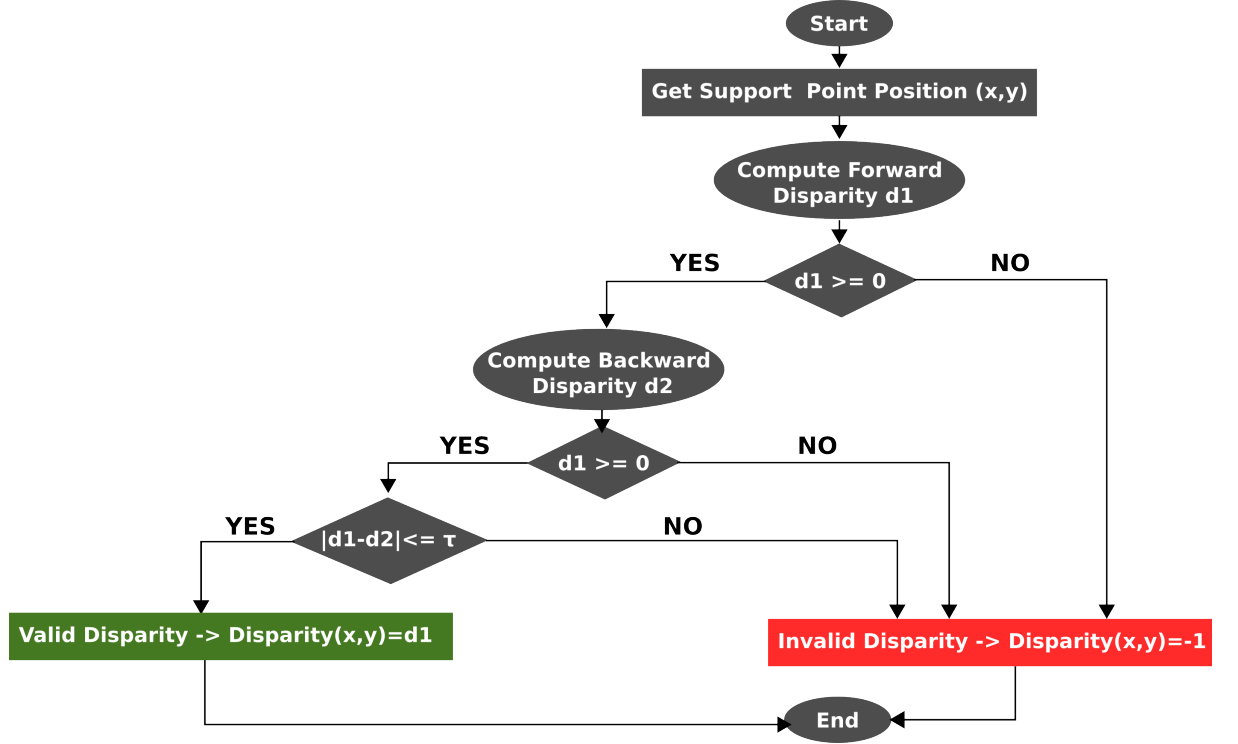 Start
Get Support  Point Position (x,y)
Compute Forward
Disparity d1
YES
NO
d1 >= 0
Compute Backward
Disparity d2
YES
NO
d1 >= 0
YES
NO
|d1-d2|<= τ
Valid Disparity -> Disparity(x,y)=d1
Invalid Disparity -> Disparity(x,y)=-1
End